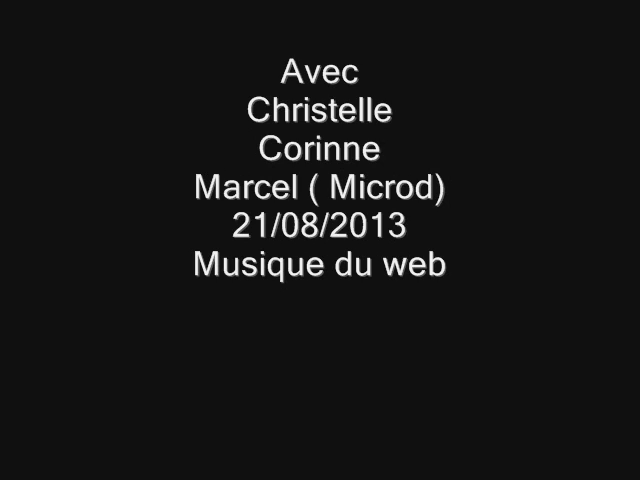 Avec
Christelle
Corinne
Marcel ( Microd)
21/08/2013
Musique du web